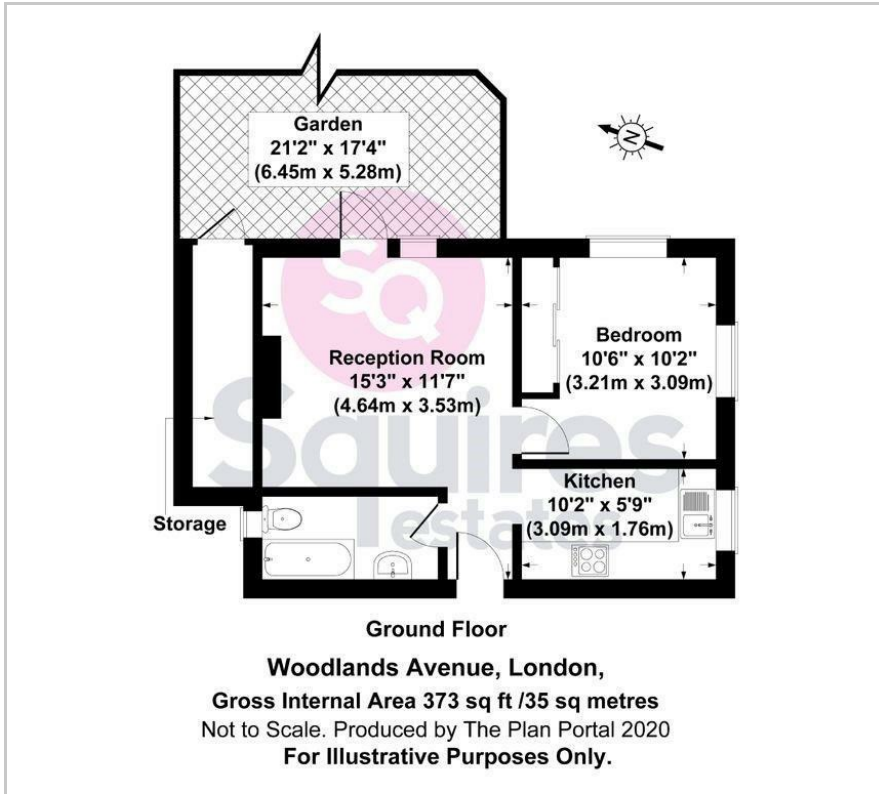 Garden
21'2" x 17'4"
(6.45m x 5.28m)
N
SQ
Squires
estates
Reception Room
15'3" x 11'7"
(4.64m x 3.53m)
Bedroom
10'6" x 10'2"
(3.21m x 3.09m)
Kitchen
10'2" x 5'9"
(3.09m x 1.76m)
Storage
Ground Floor
Woodlands Avenue, London,
Gross Internal Area 373 sq ft /35 sq metres
Not to Scale. Produced by The Plan Portal 2020
For Illustrative Purposes Only.